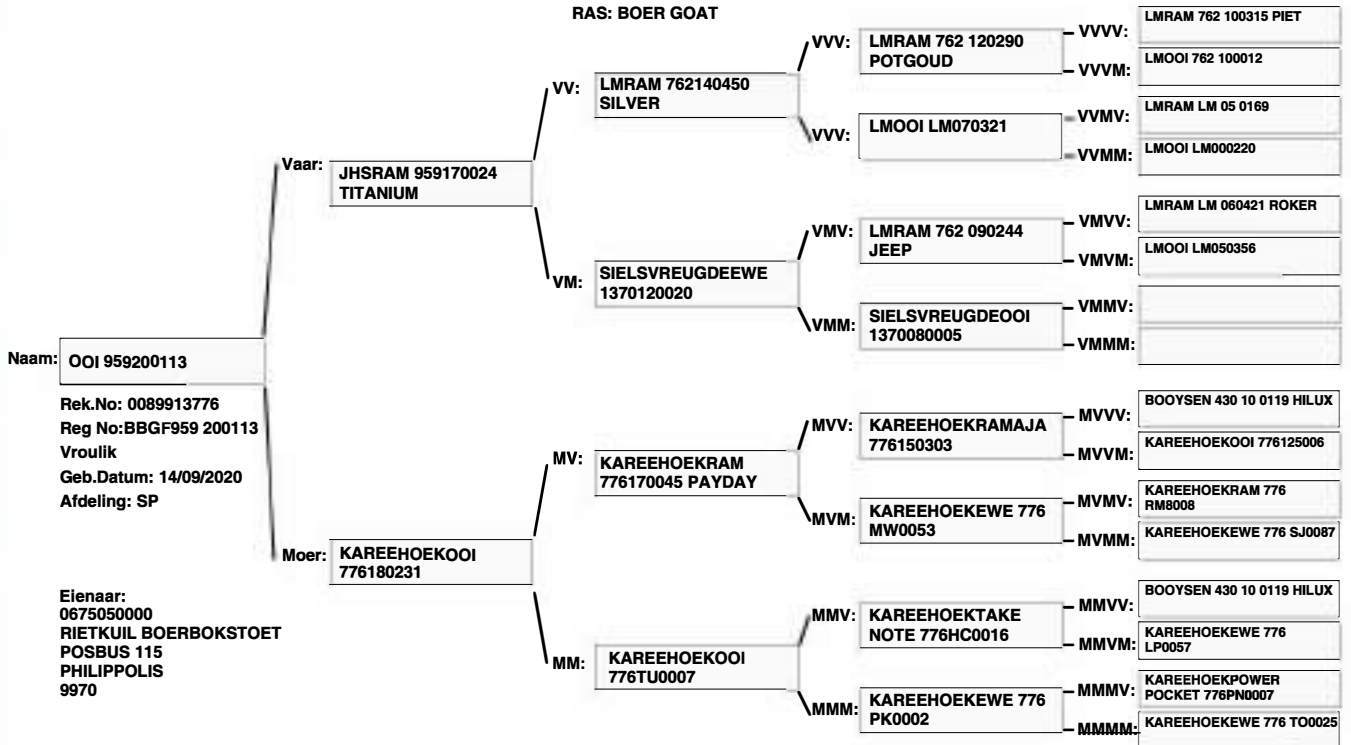 RAS: BOER GOAT
Naam: OOI 959200113
Rek.No: 0089913776
Reg No:BBGF959 200113
Vroulik
Geb.Datum: 14/09/2020
Afdeling: SP
Eienaar:
0675050000
RIETKUIL BOERBOKSTOET
POSBUS 115
PHILIPPOLIS
9970
Vaar: JHSRAM 959170024
TITANIUM
Moer: KAREEHOEKOOI
776180231
VV: LMRAM 762140450
SILVER
VM: SIELSVREUGDEEWE
1370120020
MV: KAREEHOEKRAM
776170045 PAYDAY
MM: KAREEHOEKOOI
776TU0007
VVV: LMRAM 762 120290
POTGOUD
VVV: LMOOI LM070321
VMV: LMRAM 762 090244
JEEP
VMM: SIELSVREUGDEOOI
1370080005
MVV: KAREEHOEKRAMAJA
776150303
MVM: KAREEHOEKEWE 776
MW0053
MMV: KAREEHOEKTAKE
NOTE 776HC0016
MMM: KAREEHOEKEWE 776
PK0002
VVVV: LMRAM 762 100315 PIET
VVVM: LMOOI 762 100012
VVMV: LMRAM LM 05 0169
VVMM: LMOOI LM000220
VMVV: LMRAM LM 060421 ROKER
VMVM: LMOOI LM050356
VMMV:
VMMM:
MVVV: BOOYSEN 430 10 0119 HILUX
MVVM: KAREEHOEKOOI 776125006
MVMV: KAREEHOEKRAM 776
RM8008
MVMM: KAREEHOEKEWE 776 SJ0087
MMVV: BOOYSEN 430 10 0119 HILUX
MMVM: KAREEHOEKEWE 776
LP0057
MMMV: KAREEHOEKPOWER
POCKET 776PN0007
MMMM: KAREEHOEKEWE 776 TO0025